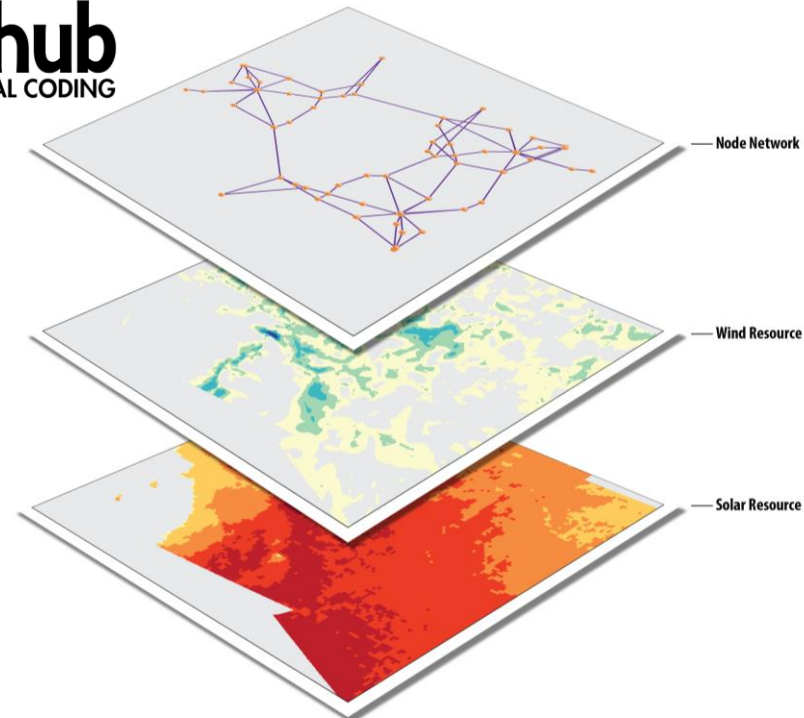 hub
AL CODING
Node Network
Wind Resource
Solar Resource